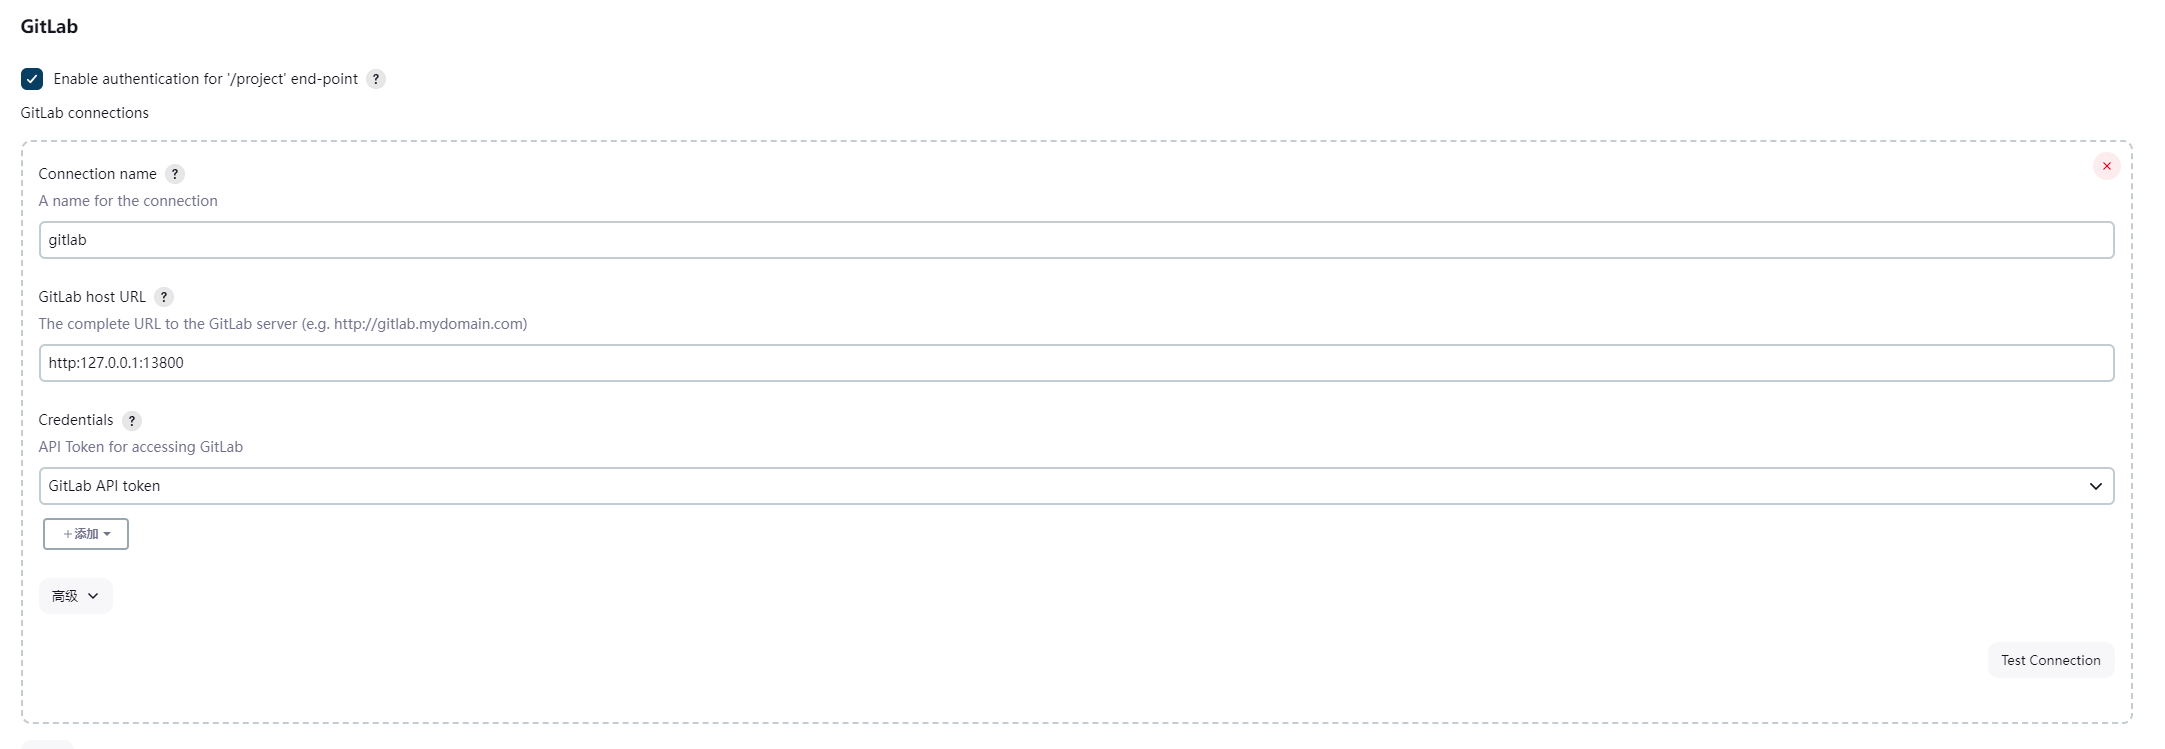 GitLab
Enable authentication for '/project' end-point ?
GitLab connections
Connection name ?
A name for the connection
gitlab
GitLab host URL ?
The complete URL to the GitLab server (e.g. http://gitlab.mydomain.com)
http:127.0.0.1:13800
Credentials ?
API Token for accessing GitLab
GitLab API token
+添加
高级
Test Connection